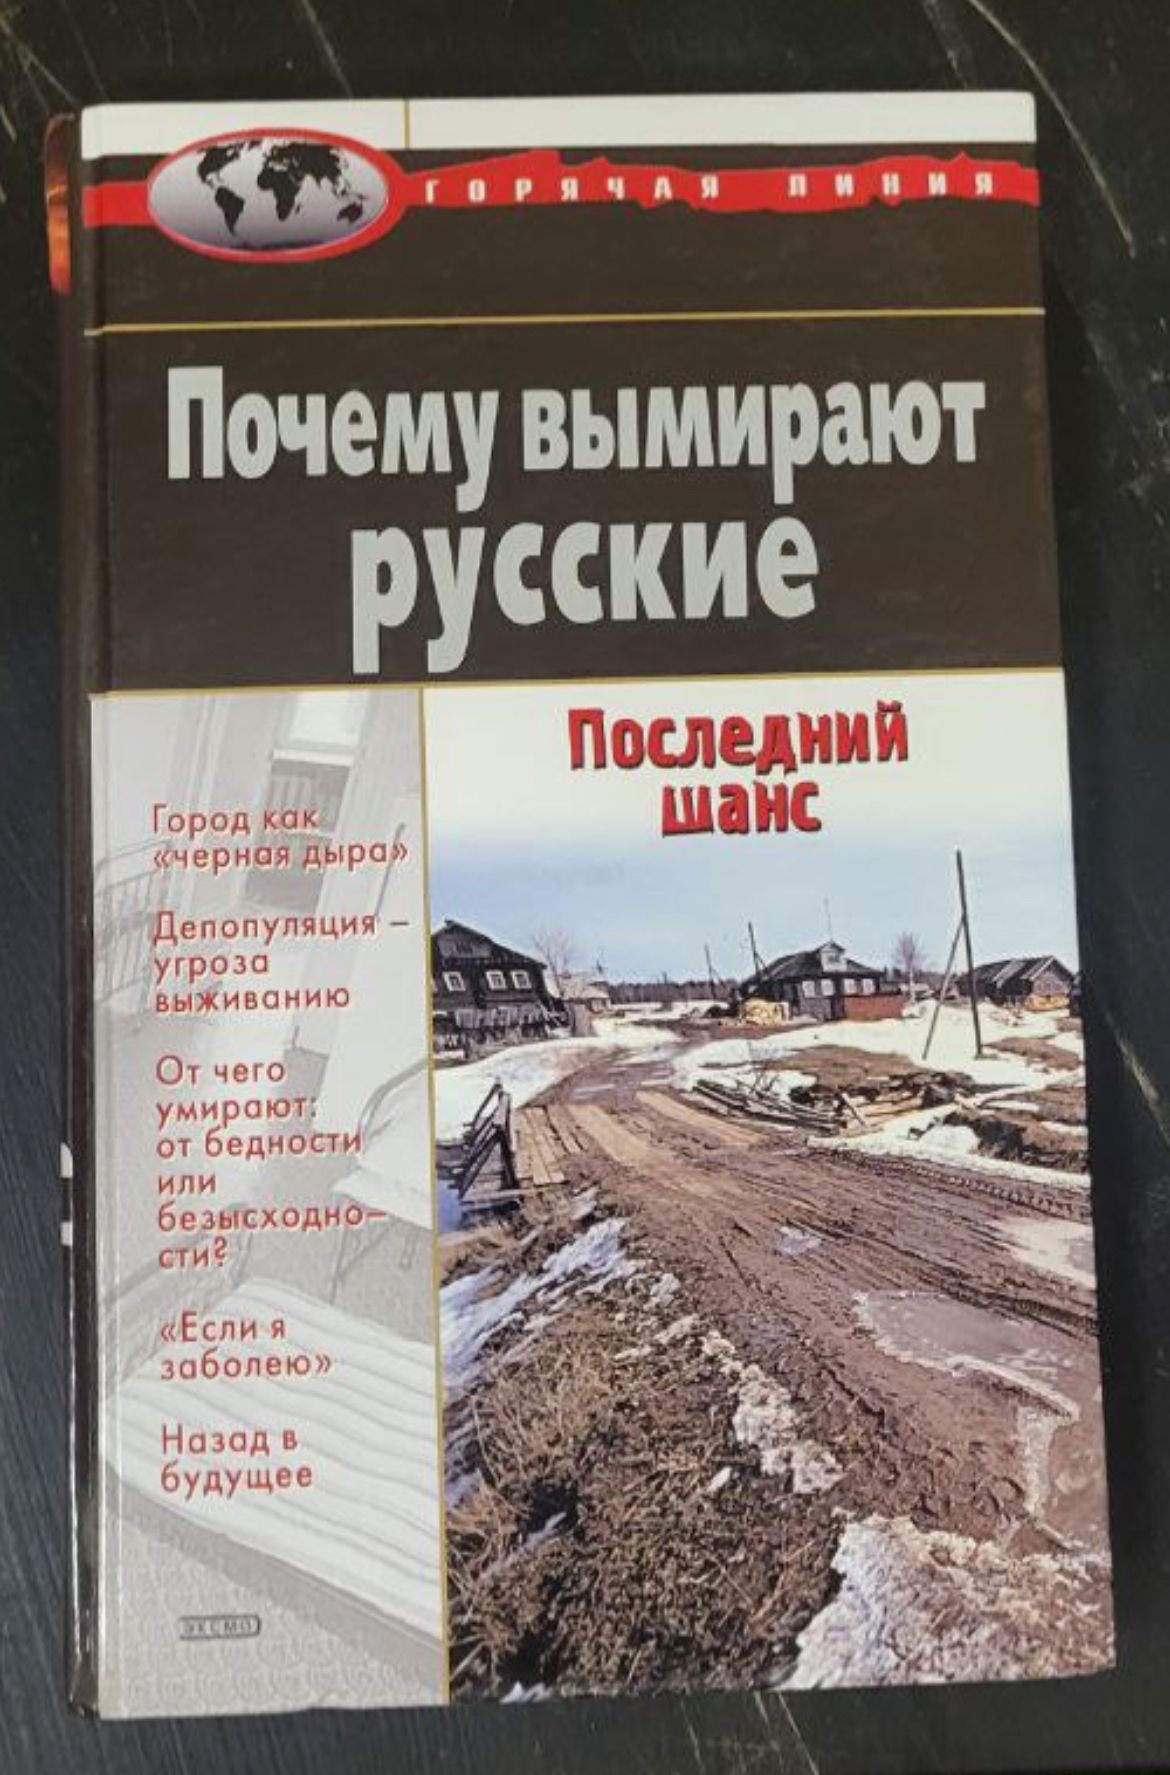 ГОРЯЧАЯ ЛИНИЯ
Почему вымирают
русские
Последний
шанс
Город как
«черная дыра»
Депопуляция –
угроза
выживанию
От чего
умирают:
от бедности
или
безысходно–
сти?
«Если я
заболею»
Назад в
будущее
ЭКСМО